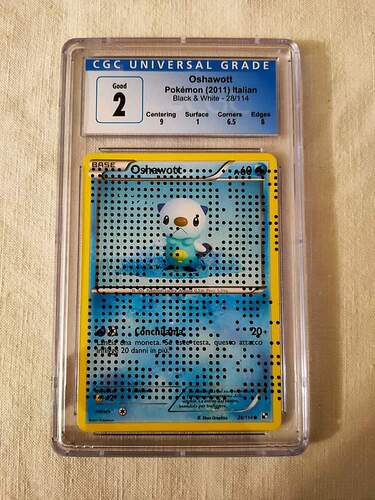 CGC UNIVERSAL GRADE
Good
2
Oshawott
Pokémon (2011) Italian
Black & White - 28/114
Centering Surface Corners Edges
9 1 6.5 8
BASE
Oshawott
60
Conchilama 20
Lancia una moneta. Se esce testa, questo attacco
infligge 20 danni in più.
28/114